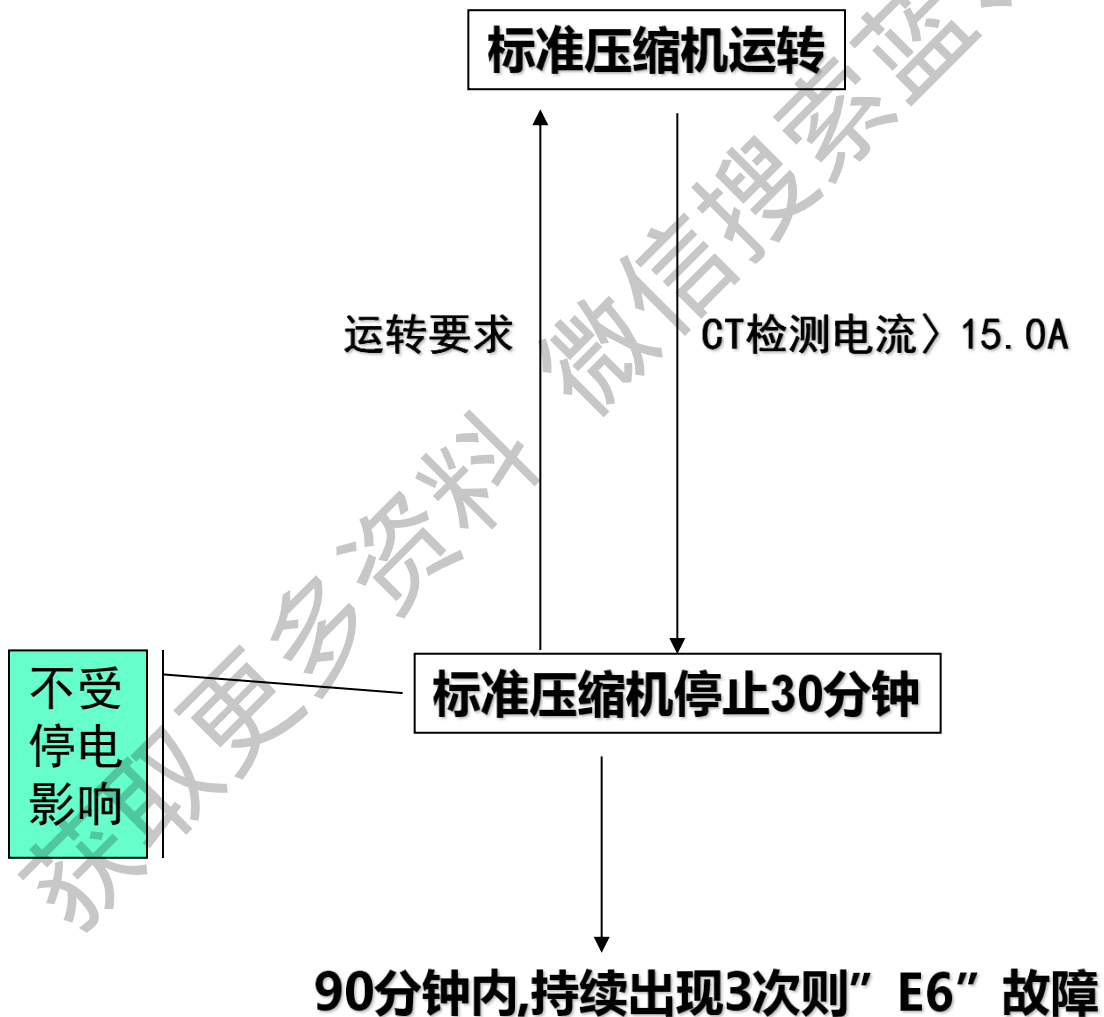 标准压缩机运转
运转要求
CT检测电流〉15.0A
不受
停电
影响
标准压缩机停止30分钟
90分钟内,持续出现3次则”E6”故障
获取更多资料 微信搜索蓝